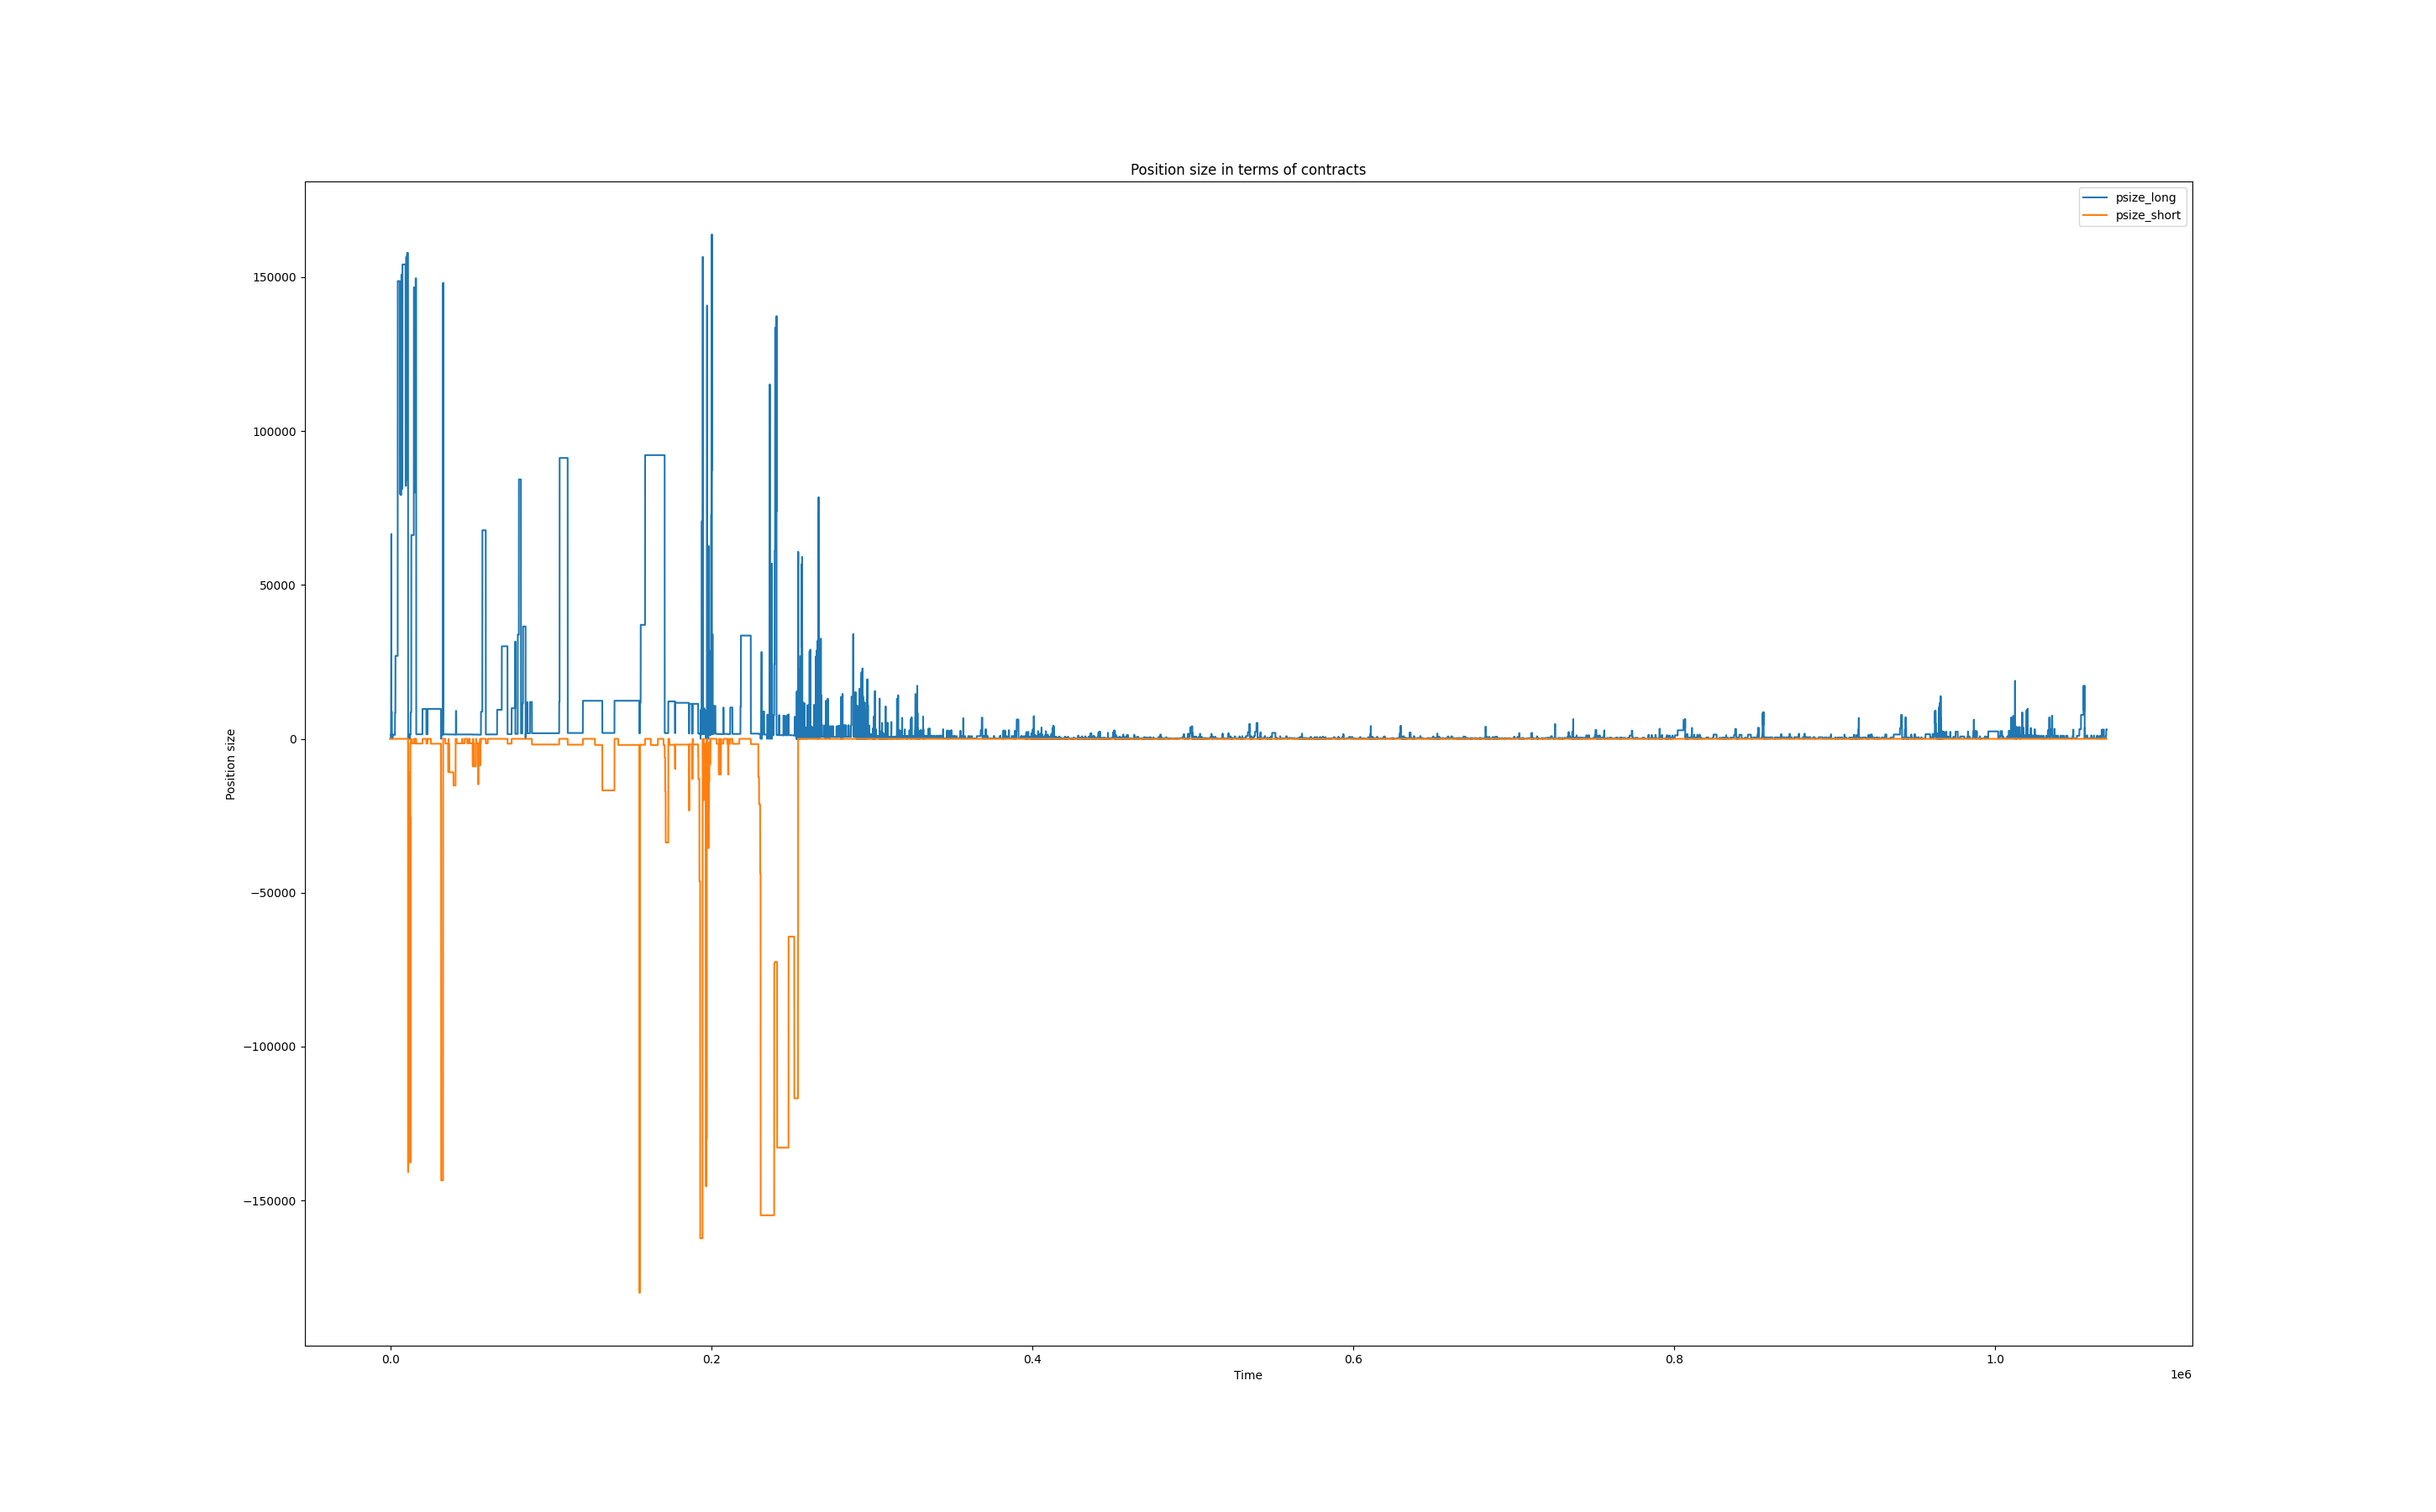 Position size in terms of contracts
psize_long
psize_short
150000
100000
50000
0
−50000
−100000
−150000
Position size
0.0
0.2
0.4
0.6
0.8
1.0
Time
1e6